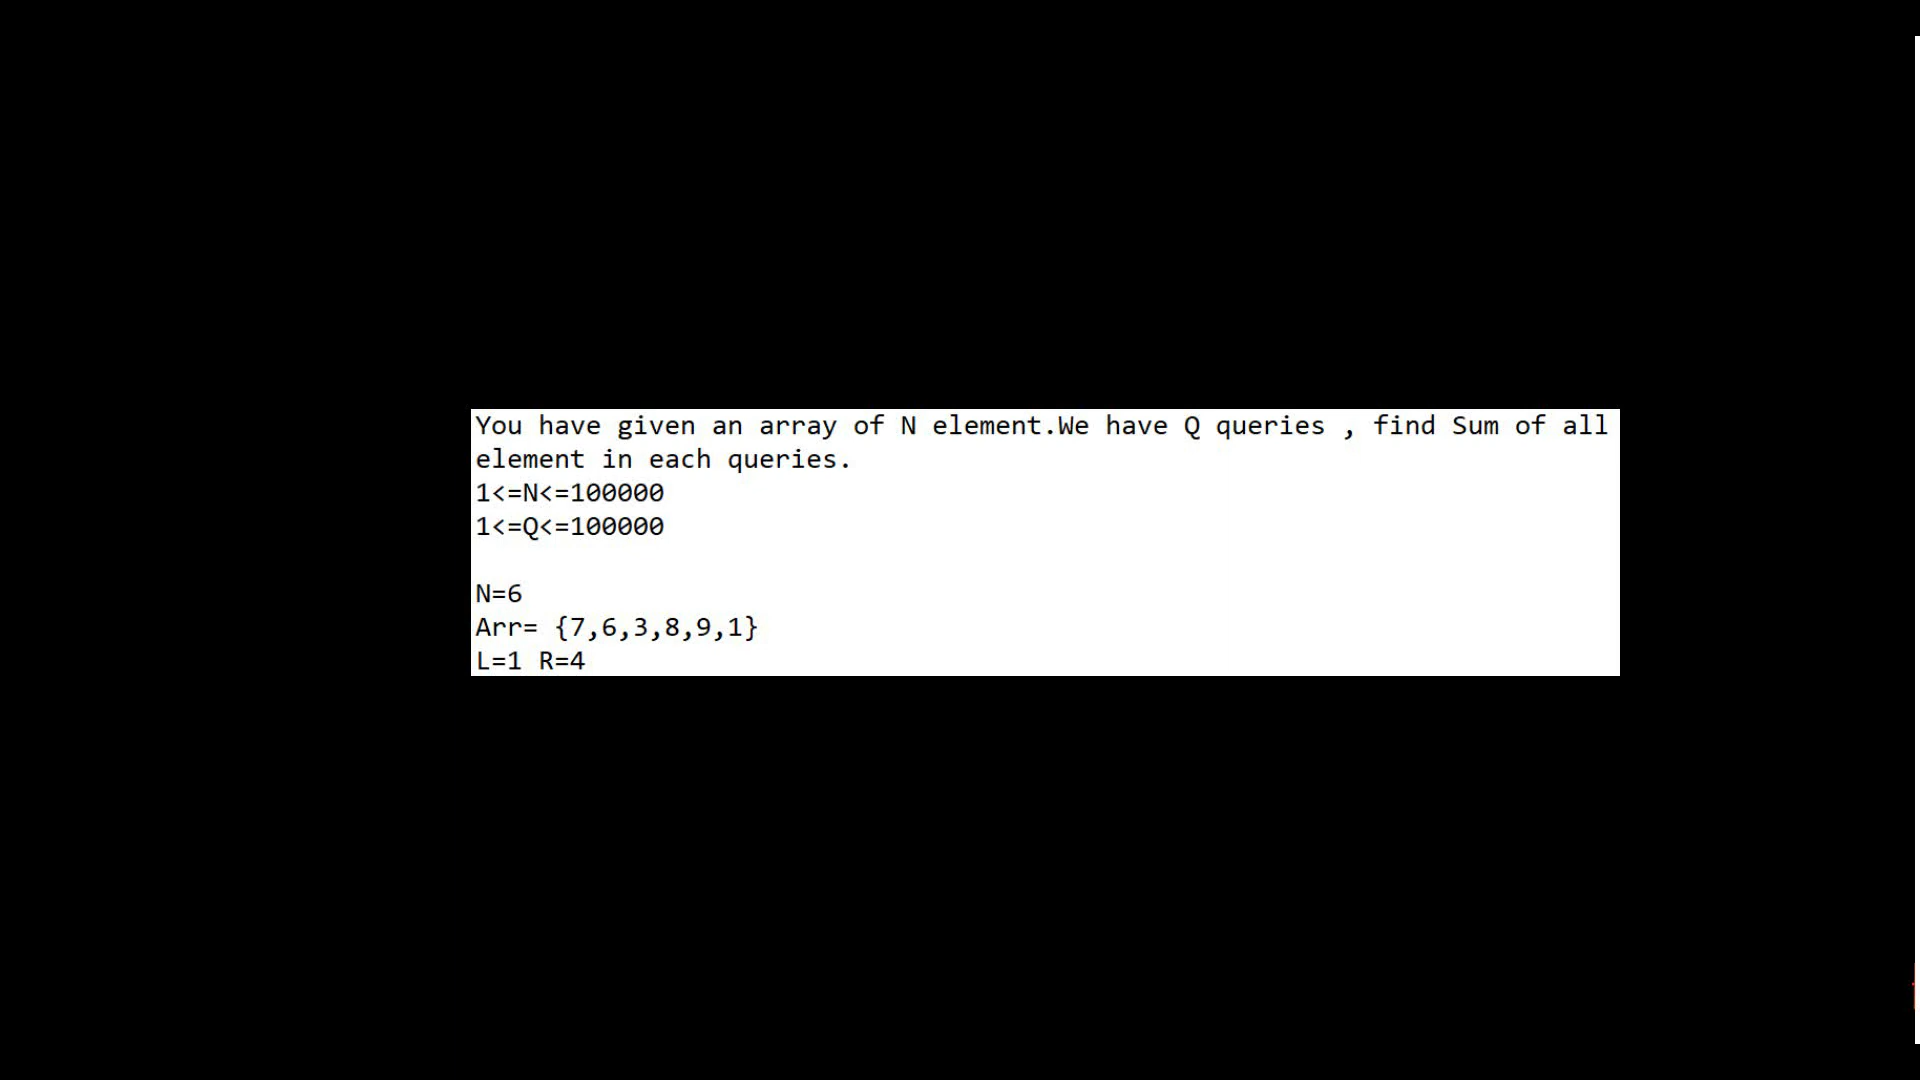 You have given an array of N element.We have Q queries , find Sum of all
element in each queries.
1<=N<=100000
1<=Q<=100000
N=6
Arr= {7,6,3,8,9,1}
L=1 R=4